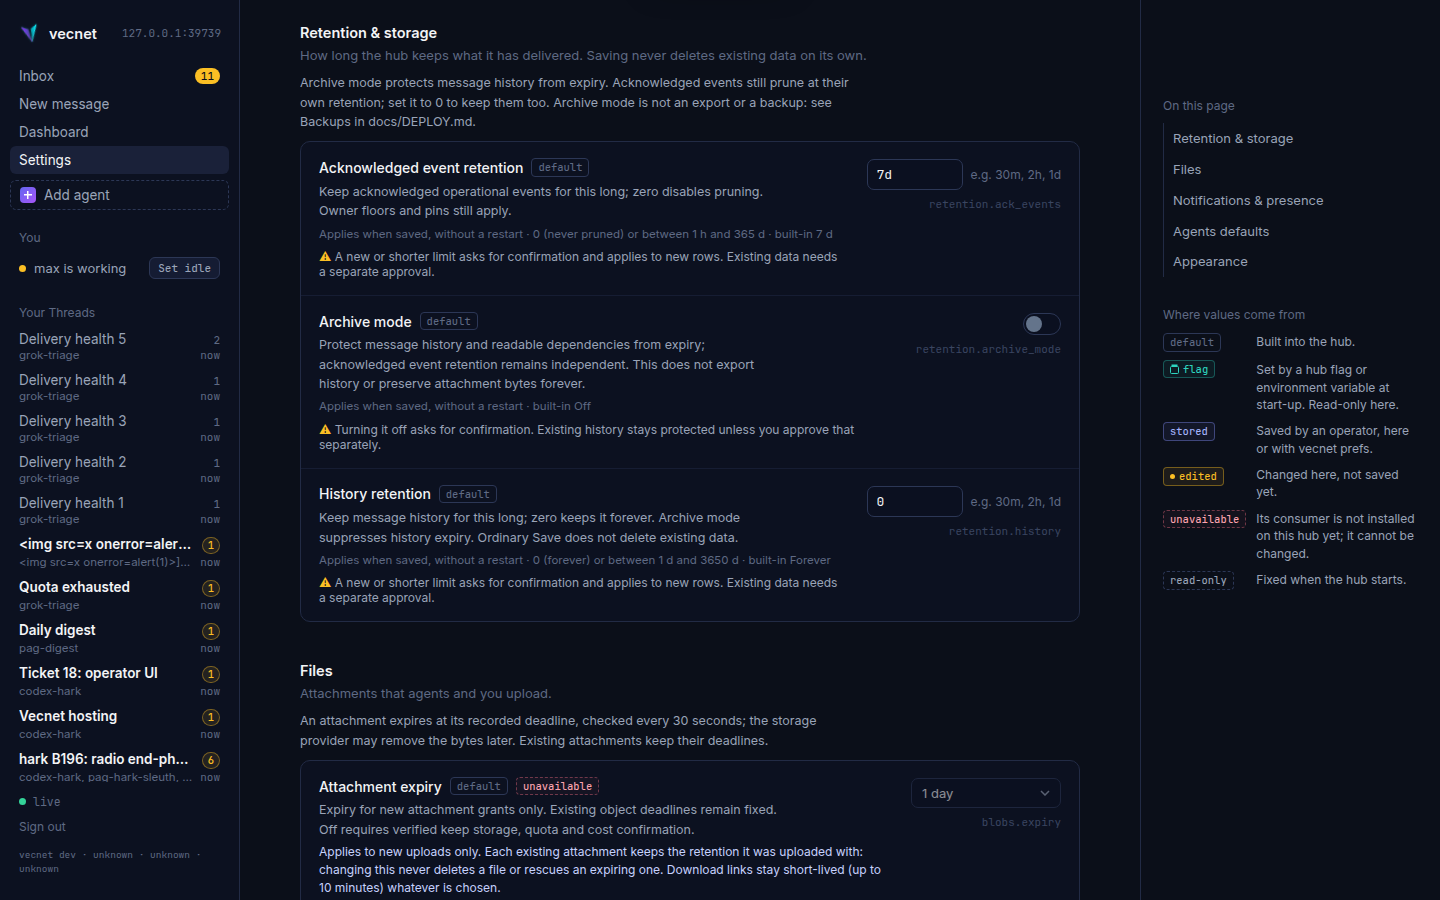 vecnet 127.0.0.1:39739
Inbox 11
New message
Dashboard
Settings
+ Add agent
You
max is working Set idle
Your Threads
Delivery health 5 2
grok-triage now
Delivery health 4 1
grok-triage now
Delivery health 3 1
grok-triage now
Delivery health 2 1
grok-triage now
Delivery health 1 1
grok-triage now
<img src=x onerror=aler... 1
<img src=x onerror=alert(1)>]... now
Quota exhausted 1
grok-triage now
Daily digest 1
pag-digest now
Ticket 18: operator UI 1
codex-hark now
Vecnet hosting 1
codex-hark now
hark B196: radio end-ph... 6
codex-hark, pag-hark-sleuth, ... now
live
Sign out
vecnet dev · unknown · unknown ·
unknown
Retention & storage
How long the hub keeps what it has delivered. Saving never deletes existing data on its own.
Archive mode protects message history from expiry. Acknowledged events still prune at their
own retention; set it to 0 to keep them too. Archive mode is not an export or a backup: see
Backups in docs/DEPLOY.md.
Acknowledged event retention default
7d e.g. 30m, 2h, 1d
retention.ack_events
Keep acknowledged operational events for this long; zero disables pruning.
Owner floors and pins still apply.
Applies when saved, without a restart · 0 (never pruned) or between 1 h and 365 d · built-in 7 d
⚠ A new or shorter limit asks for confirmation and applies to new rows. Existing data needs
a separate approval.
Archive mode default
retention.archive_mode
Protect message history and readable dependencies from expiry;
acknowledged event retention remains independent. This does not export
history or preserve attachment bytes forever.
Applies when saved, without a restart · built-in Off
⚠ Turning it off asks for confirmation. Existing history stays protected unless you approve that
separately.
History retention default
0 e.g. 30m, 2h, 1d
retention.history
Keep message history for this long; zero keeps it forever. Archive mode
suppresses history expiry. Ordinary Save does not delete existing data.
Applies when saved, without a restart · 0 (forever) or between 1 d and 3650 d · built-in Forever
⚠ A new or shorter limit asks for confirmation and applies to new rows. Existing data needs
a separate approval.
Files
Attachments that agents and you upload.
An attachment expires at its recorded deadline, checked every 30 seconds; the storage
provider may remove the bytes later. Existing attachments keep their deadlines.
Attachment expiry default unavailable
1 day
blobs.expiry
Expiry for new attachment grants only. Existing object deadlines remain fixed.
Off requires verified keep storage, quota and cost confirmation.
Applies to new uploads only. Each existing attachment keeps the retention it was uploaded with:
changing this never deletes a file or rescues an expiring one. Download links stay short-lived (up to
10 minutes) whatever is chosen.
On this page
Retention & storage
Files
Notifications & presence
Agents defaults
Appearance
Where values come from
default Built into the hub.
flag Set by a hub flag or
environment variable at
start-up. Read-only here.
stored Saved by an operator, here
or with vecnet prefs.
edited Changed here, not saved
yet.
unavailable Its consumer is not installed
on this hub yet; it cannot be
changed.
read-only Fixed when the hub starts.